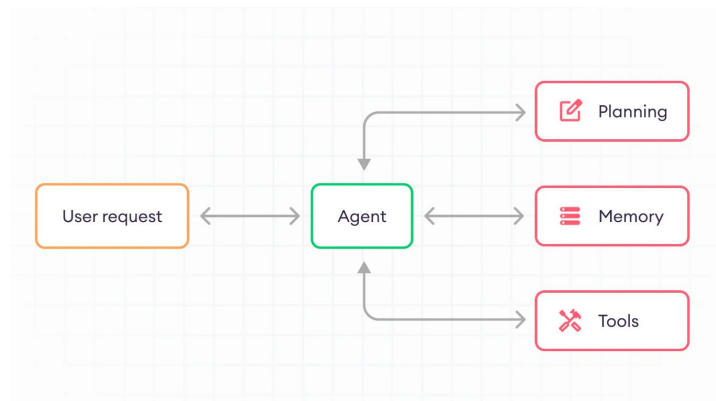 Planning
User request
Agent
Memory
Tools